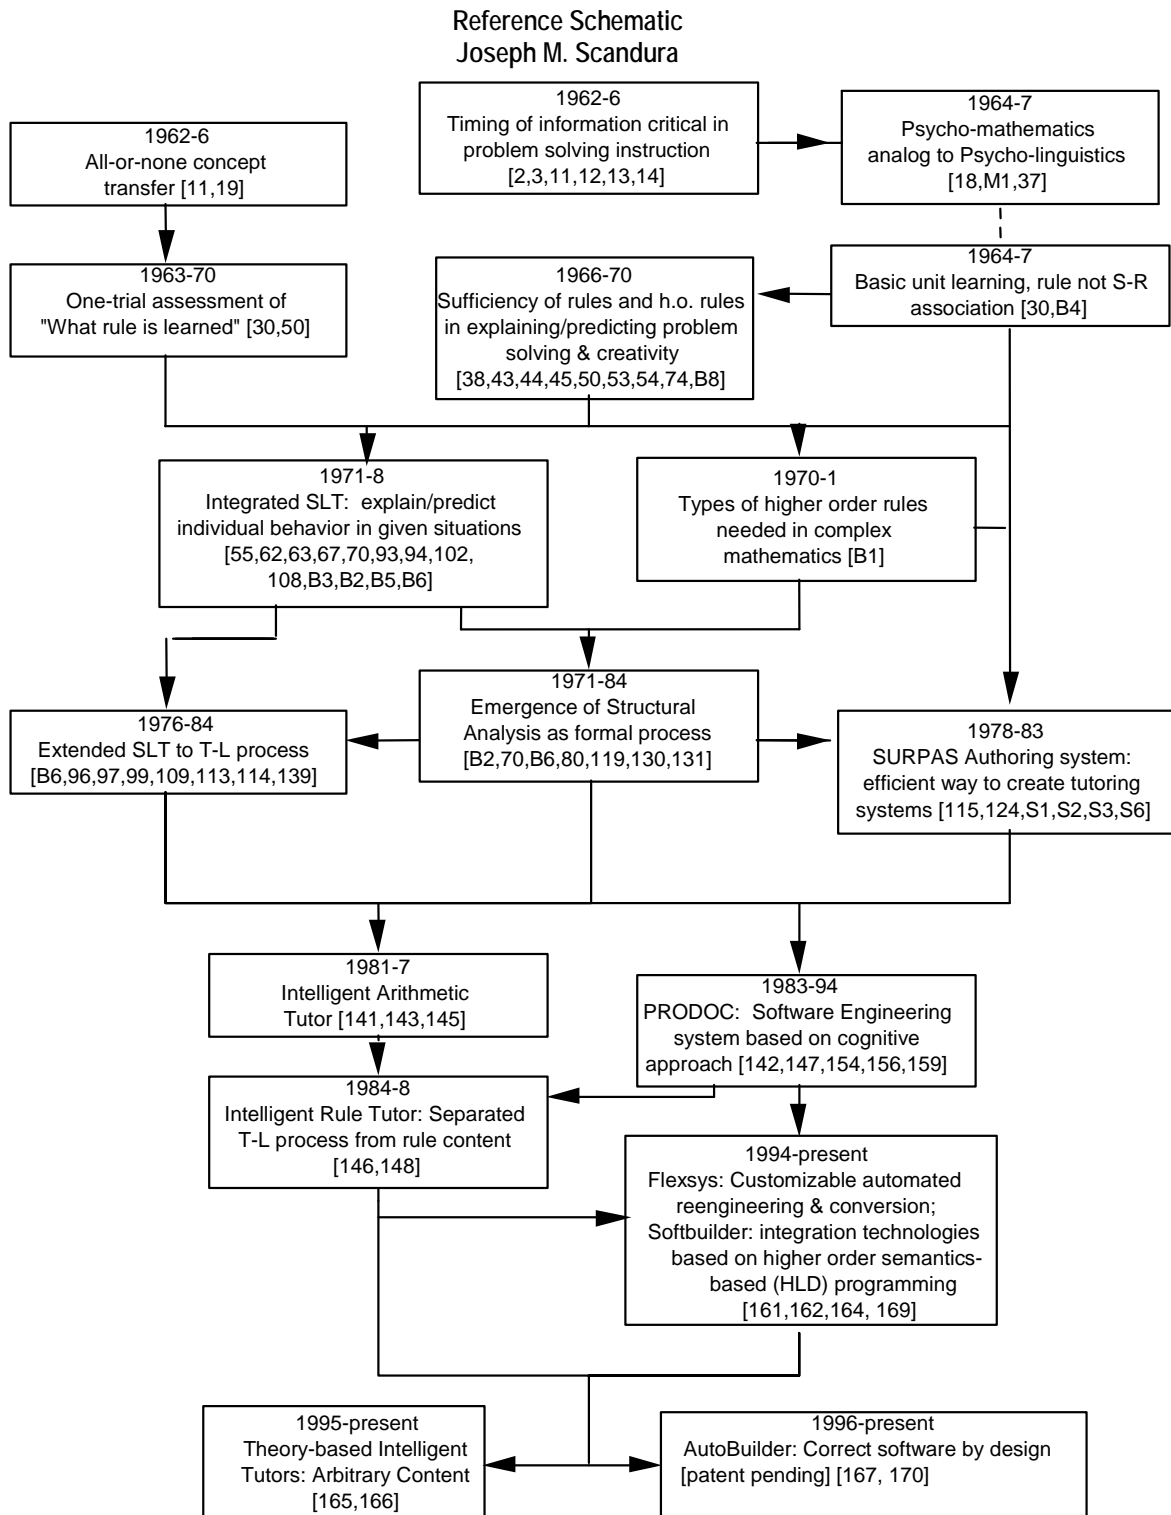 Reference Schematic
Joseph M. Scandura
1962-6
All-or-none concept
transfer [11,19]
1962-6
Timing of information critical in
problem solving instruction
[2,3,11,12,13,14]
1964-7
Psycho-mathematics
analog to Psycho-linguistics
[18,M1,37]
1963-70
One-trial assessment of
"What rule is learned" [30,50]
1966-70
Sufficiency of rules and h.o. rules
in explaining/predicting problem
solving & creativity
[38,43,44,45,50,53,54,74,B8]
1964-7
Basic unit learning, rule not S-R
association [30,B4]
1971-8
Integrated SLT: explain/predict
individual behavior in given situations
[55,62,63,67,70,93,94,102,
108,B3,B2,B5,B6]
1970-1
Types of higher order rules
needed in complex
mathematics [B1]
1976-84
Extended SLT to T-L process
[B6,96,97,99,109,113,114,139]
1971-84
Emergence of Structural
Analysis as formal process
[B2,70,B6,80,119,130,131]
1978-83
SURPAS Authoring system:
efficient way to create tutoring
systems [115,124,S1,S2,S3,S6]
1981-7
Intelligent Arithmetic
Tutor [141,143,145]
1983-94
PRODOC: Software Engineering
system based on cognitive
approach [142,147,154,156,159]
1984-8
Intelligent Rule Tutor: Separated
T-L process from rule content
[146,148]
1994-present
Flexsys: Customizable automated
reengineering & conversion;
Softbuilder: integration technologies
based on higher order semantics-
based (HLD) programming
[161,162,164, 169]
1995-present
Theory-based Intelligent
Tutors: Arbitrary Content
[165,166]
1996-present
AutoBuilder: Correct software by design
[patent pending] [167, 170]